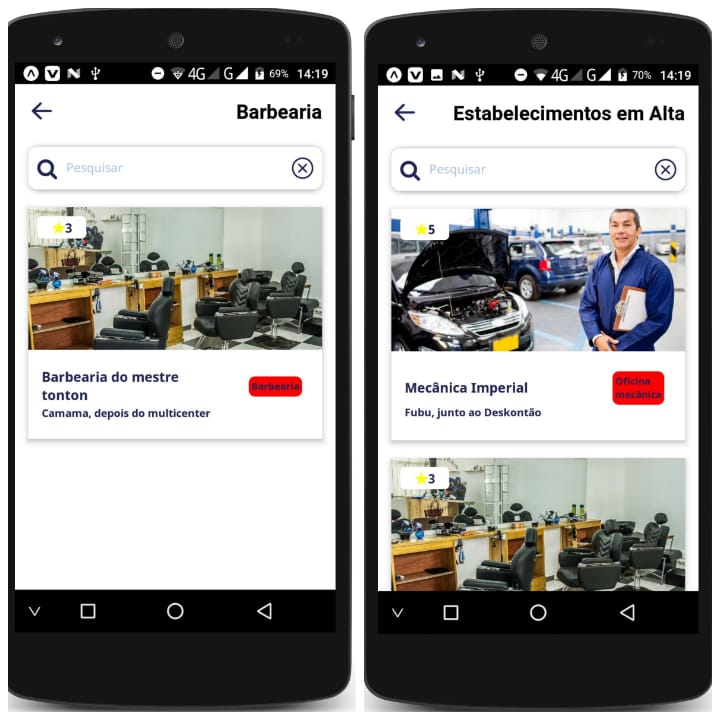 4G G 69% 14:19
Barbearia
Pesquisar
3
Barbearia do mestre
tonton
Barbearia
Camama, depois do multicenter
4G G 70% 14:19
Estabelecimentos em Alta
Pesquisar
5
Mecânica Imperial
Oficina
mecânica
Fubu, junto ao Deskontão
3